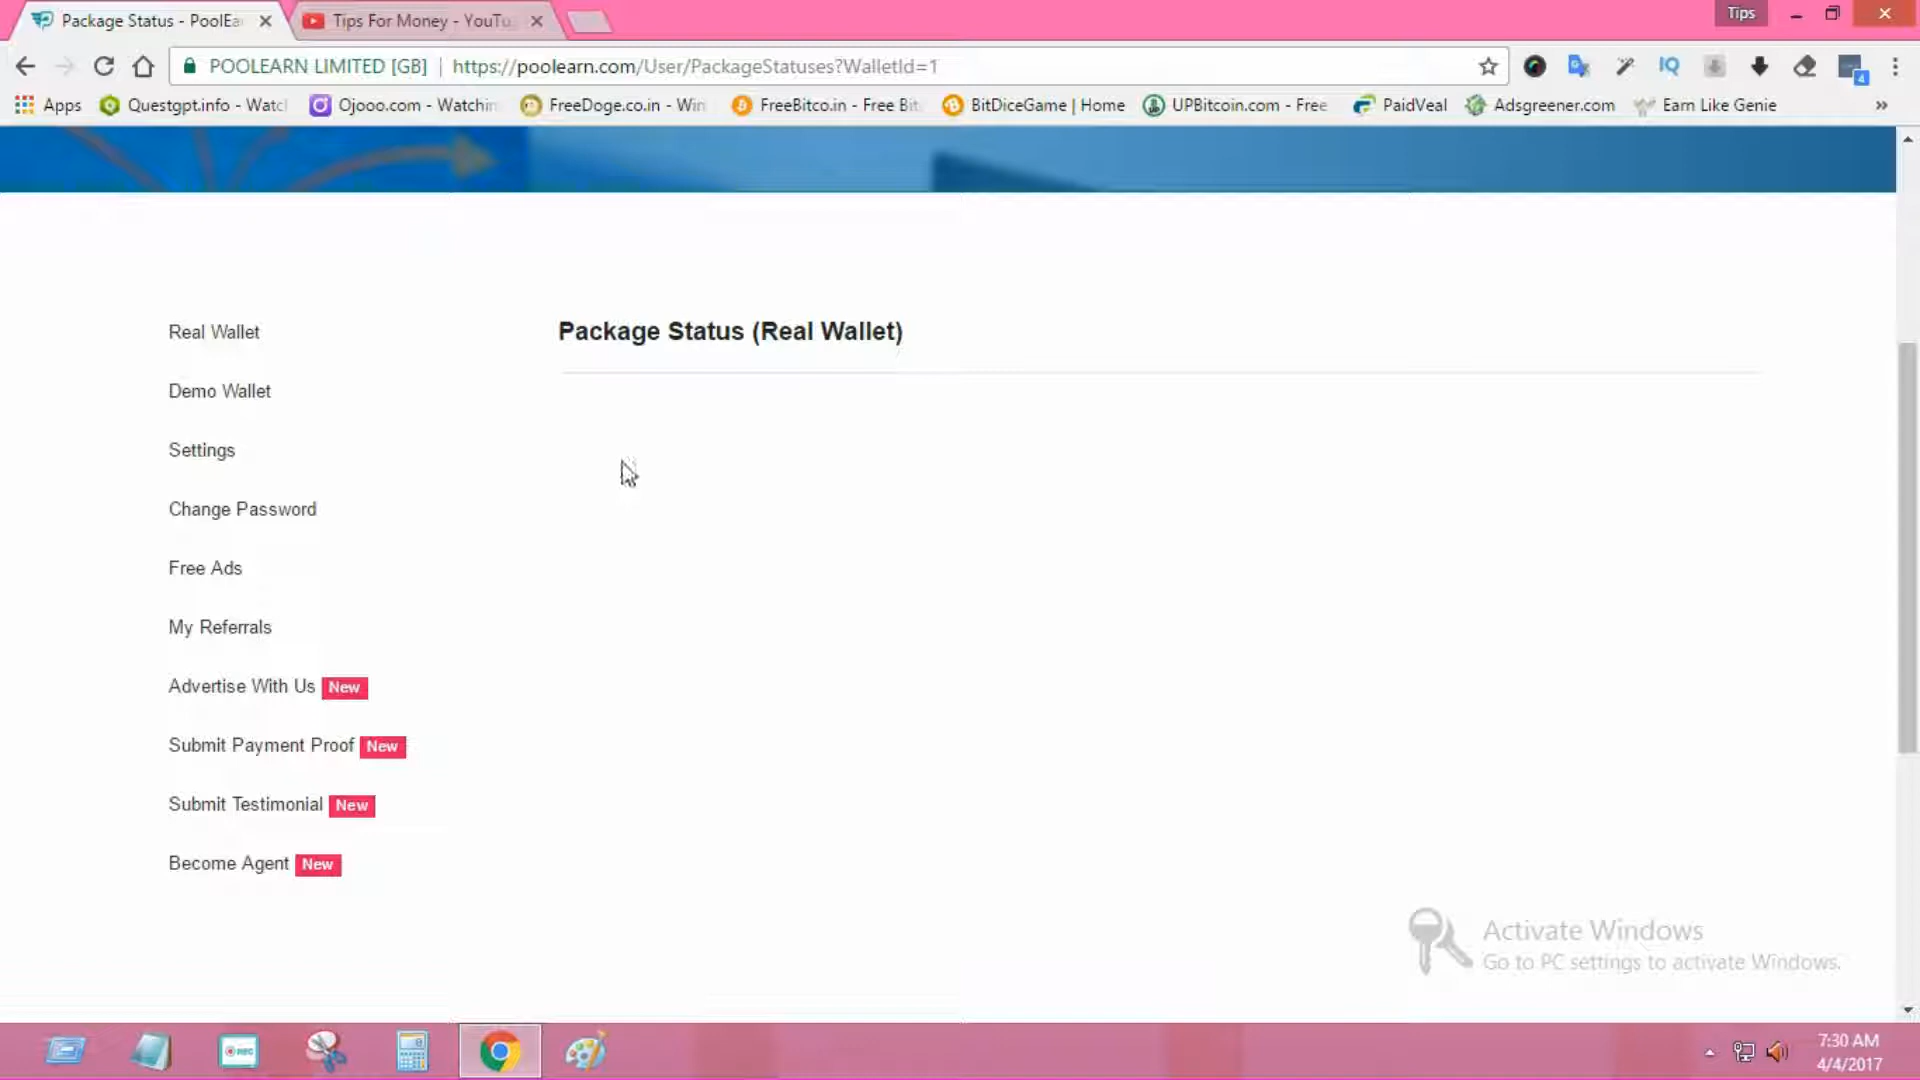 Package Status - PoolEa
Tips For Money - YouTu
Tips
POOLEARN LIMITED [GB]
https://poolearn.com/User/PackageStatuses?WalletId=1
4
Apps
Questgpt.info - Watch
Ojooo.com - Watchin
FreeDoge.co.in - Win
FreeBitco.in - Free Bit
BitDiceGame | Home
UPBitcoin.com - Free
PaidVeal
Adsgreener.com
Earn Like Genie
»
Real Wallet
Package Status (Real Wallet)
Demo Wallet
Settings
Change Password
Free Ads
My Referrals
Advertise With Us New
Submit Payment Proof New
Submit Testimonial New
Become Agent New
Activate Windows
Go to PC settings to activate Windows.
REC
7:30 AM
4/4/2017